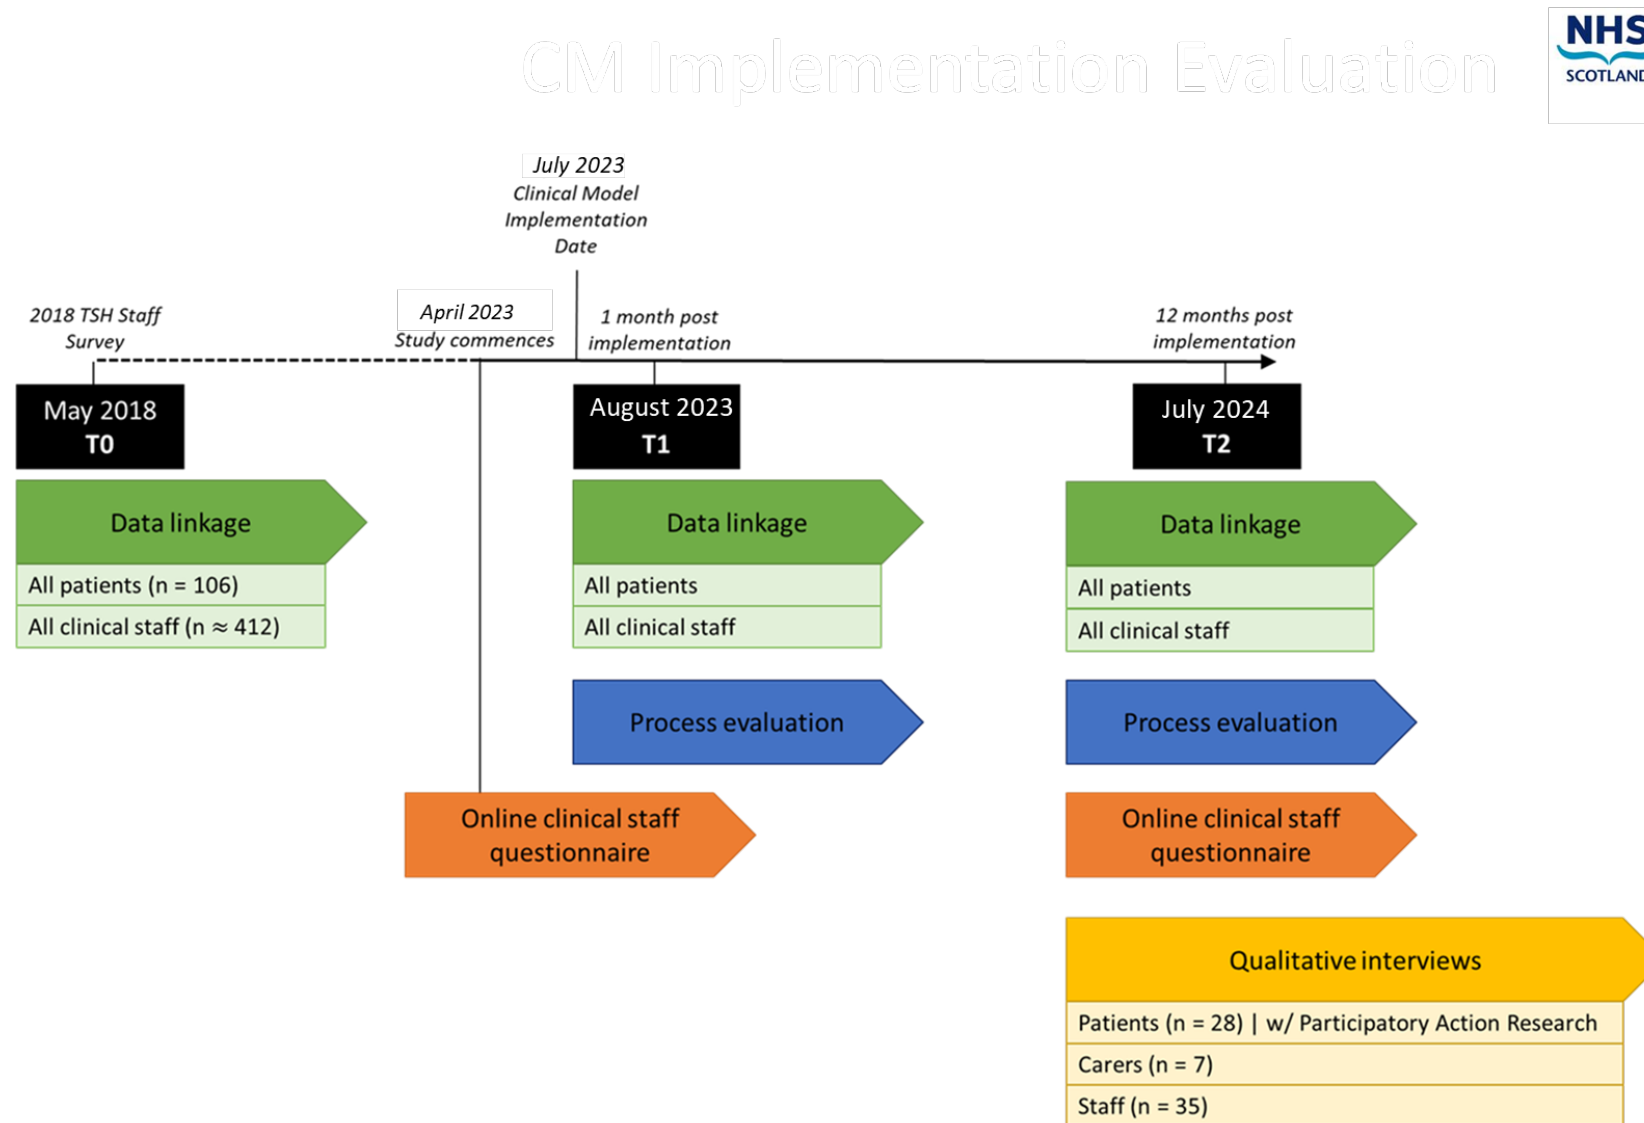 CM Implementation Evaluation
NHS
SCOTLAND
July 2023
Clinical Model
Implementation
Date
2018 TSH Staff
Survey
April 2023
Study commences
1 month post
implementation
12 months post
implementation
May 2018
T0
August 2023
T1
July 2024
T2
Data linkage
All patients (n = 106)
All clinical staff (n ≈ 412)
Data linkage
All patients
All clinical staff
Data linkage
All patients
All clinical staff
Process evaluation
Process evaluation
Online clinical staff
questionnaire
Online clinical staff
questionnaire
Qualitative interviews
Patients (n = 28) | w/ Participatory Action Research
Carers (n = 7)
Staff (n = 35)